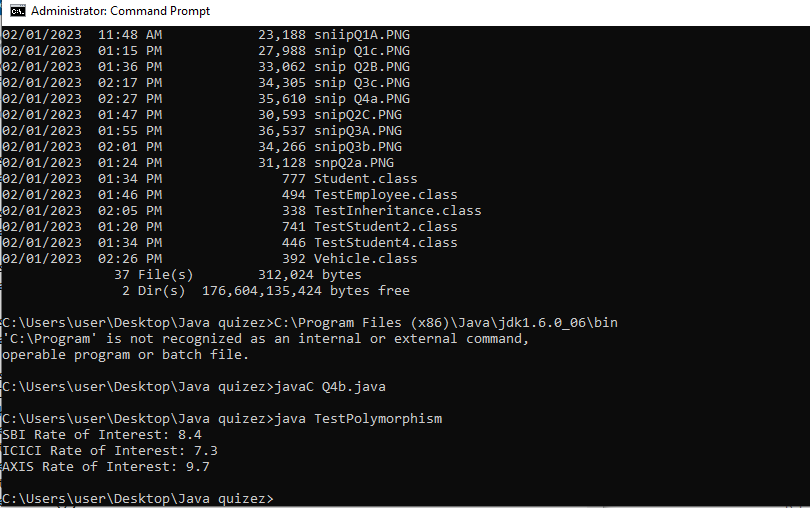 Administrator: Command Prompt
02/01/2023  11:48 AM            23,188 sniipQ1A.PNG
02/01/2023  01:15 PM            27,988 snip Q1c.PNG
02/01/2023  01:36 PM            33,062 snip Q2B.PNG
02/01/2023  02:17 PM            34,305 snip Q3c.PNG
02/01/2023  02:27 PM            35,610 snip Q4a.PNG
02/01/2023  01:47 PM            30,593 snipQ2C.PNG
02/01/2023  01:55 PM            36,537 snipQ3A.PNG
02/01/2023  02:01 PM            34,266 snipQ3b.PNG
02/01/2023  01:24 PM            31,128 snpQ2a.PNG
02/01/2023  01:34 PM               777 Student.class
02/01/2023  01:46 PM               494 TestEmployee.class
02/01/2023  02:05 PM               338 TestInheritance.class
02/01/2023  01:20 PM               741 TestStudent2.class
02/01/2023  01:34 PM               446 TestStudent4.class
02/01/2023  02:26 PM               392 Vehicle.class
              37 File(s)        312,024 bytes
               2 Dir(s)  176,604,135,424 bytes free
C:\Users\user\Desktop\Java quizez>C:\Program Files (x86)\Java\jdk1.6.0_06\bin
'C:\Program' is not recognized as an internal or external command,
operable program or batch file.
C:\Users\user\Desktop\Java quizez>javaC Q4b.java
C:\Users\user\Desktop\Java quizez>java TestPolymorphism
SBI Rate of Interest: 8.4
ICICI Rate of Interest: 7.3
AXIS Rate of Interest: 9.7
C:\Users\user\Desktop\Java quizez>